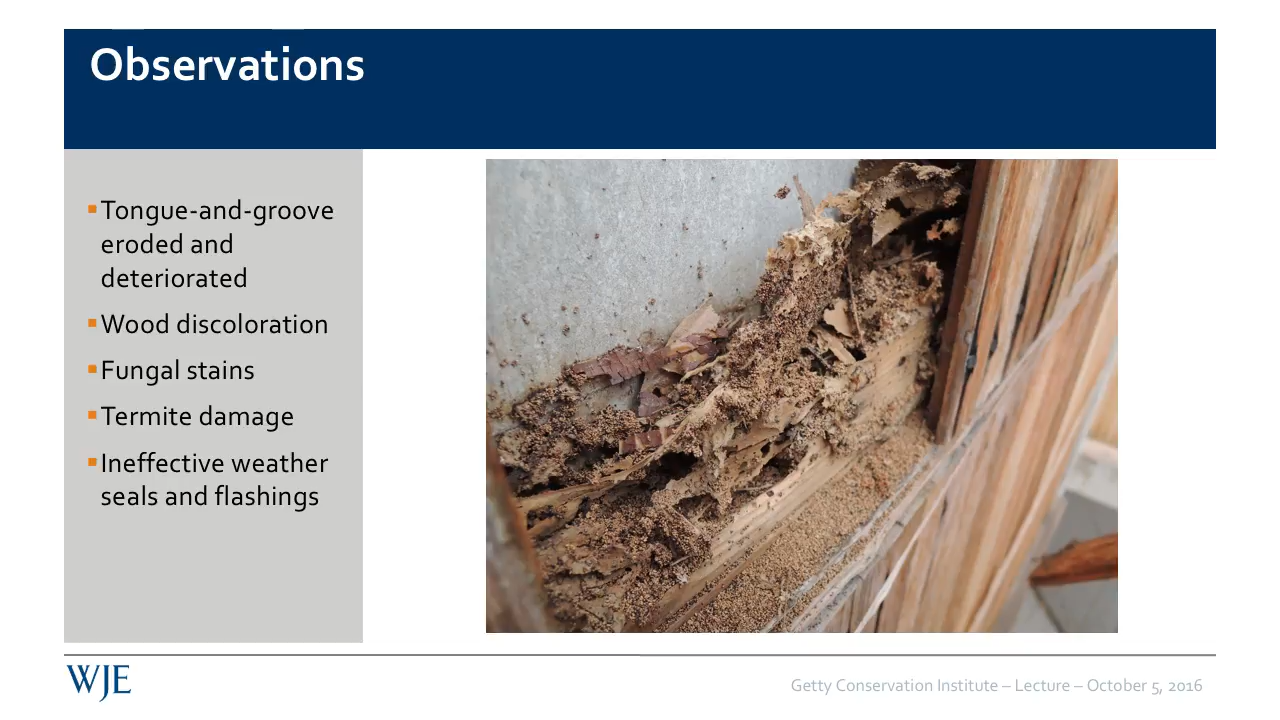 Observations
Tongue-and-groove
eroded and
deteriorated
Wood discoloration
Fungal stains
Termite damage
Ineffective weather
seals and flashings
WJE
Getty Conservation Institute – Lecture – October 5, 2016